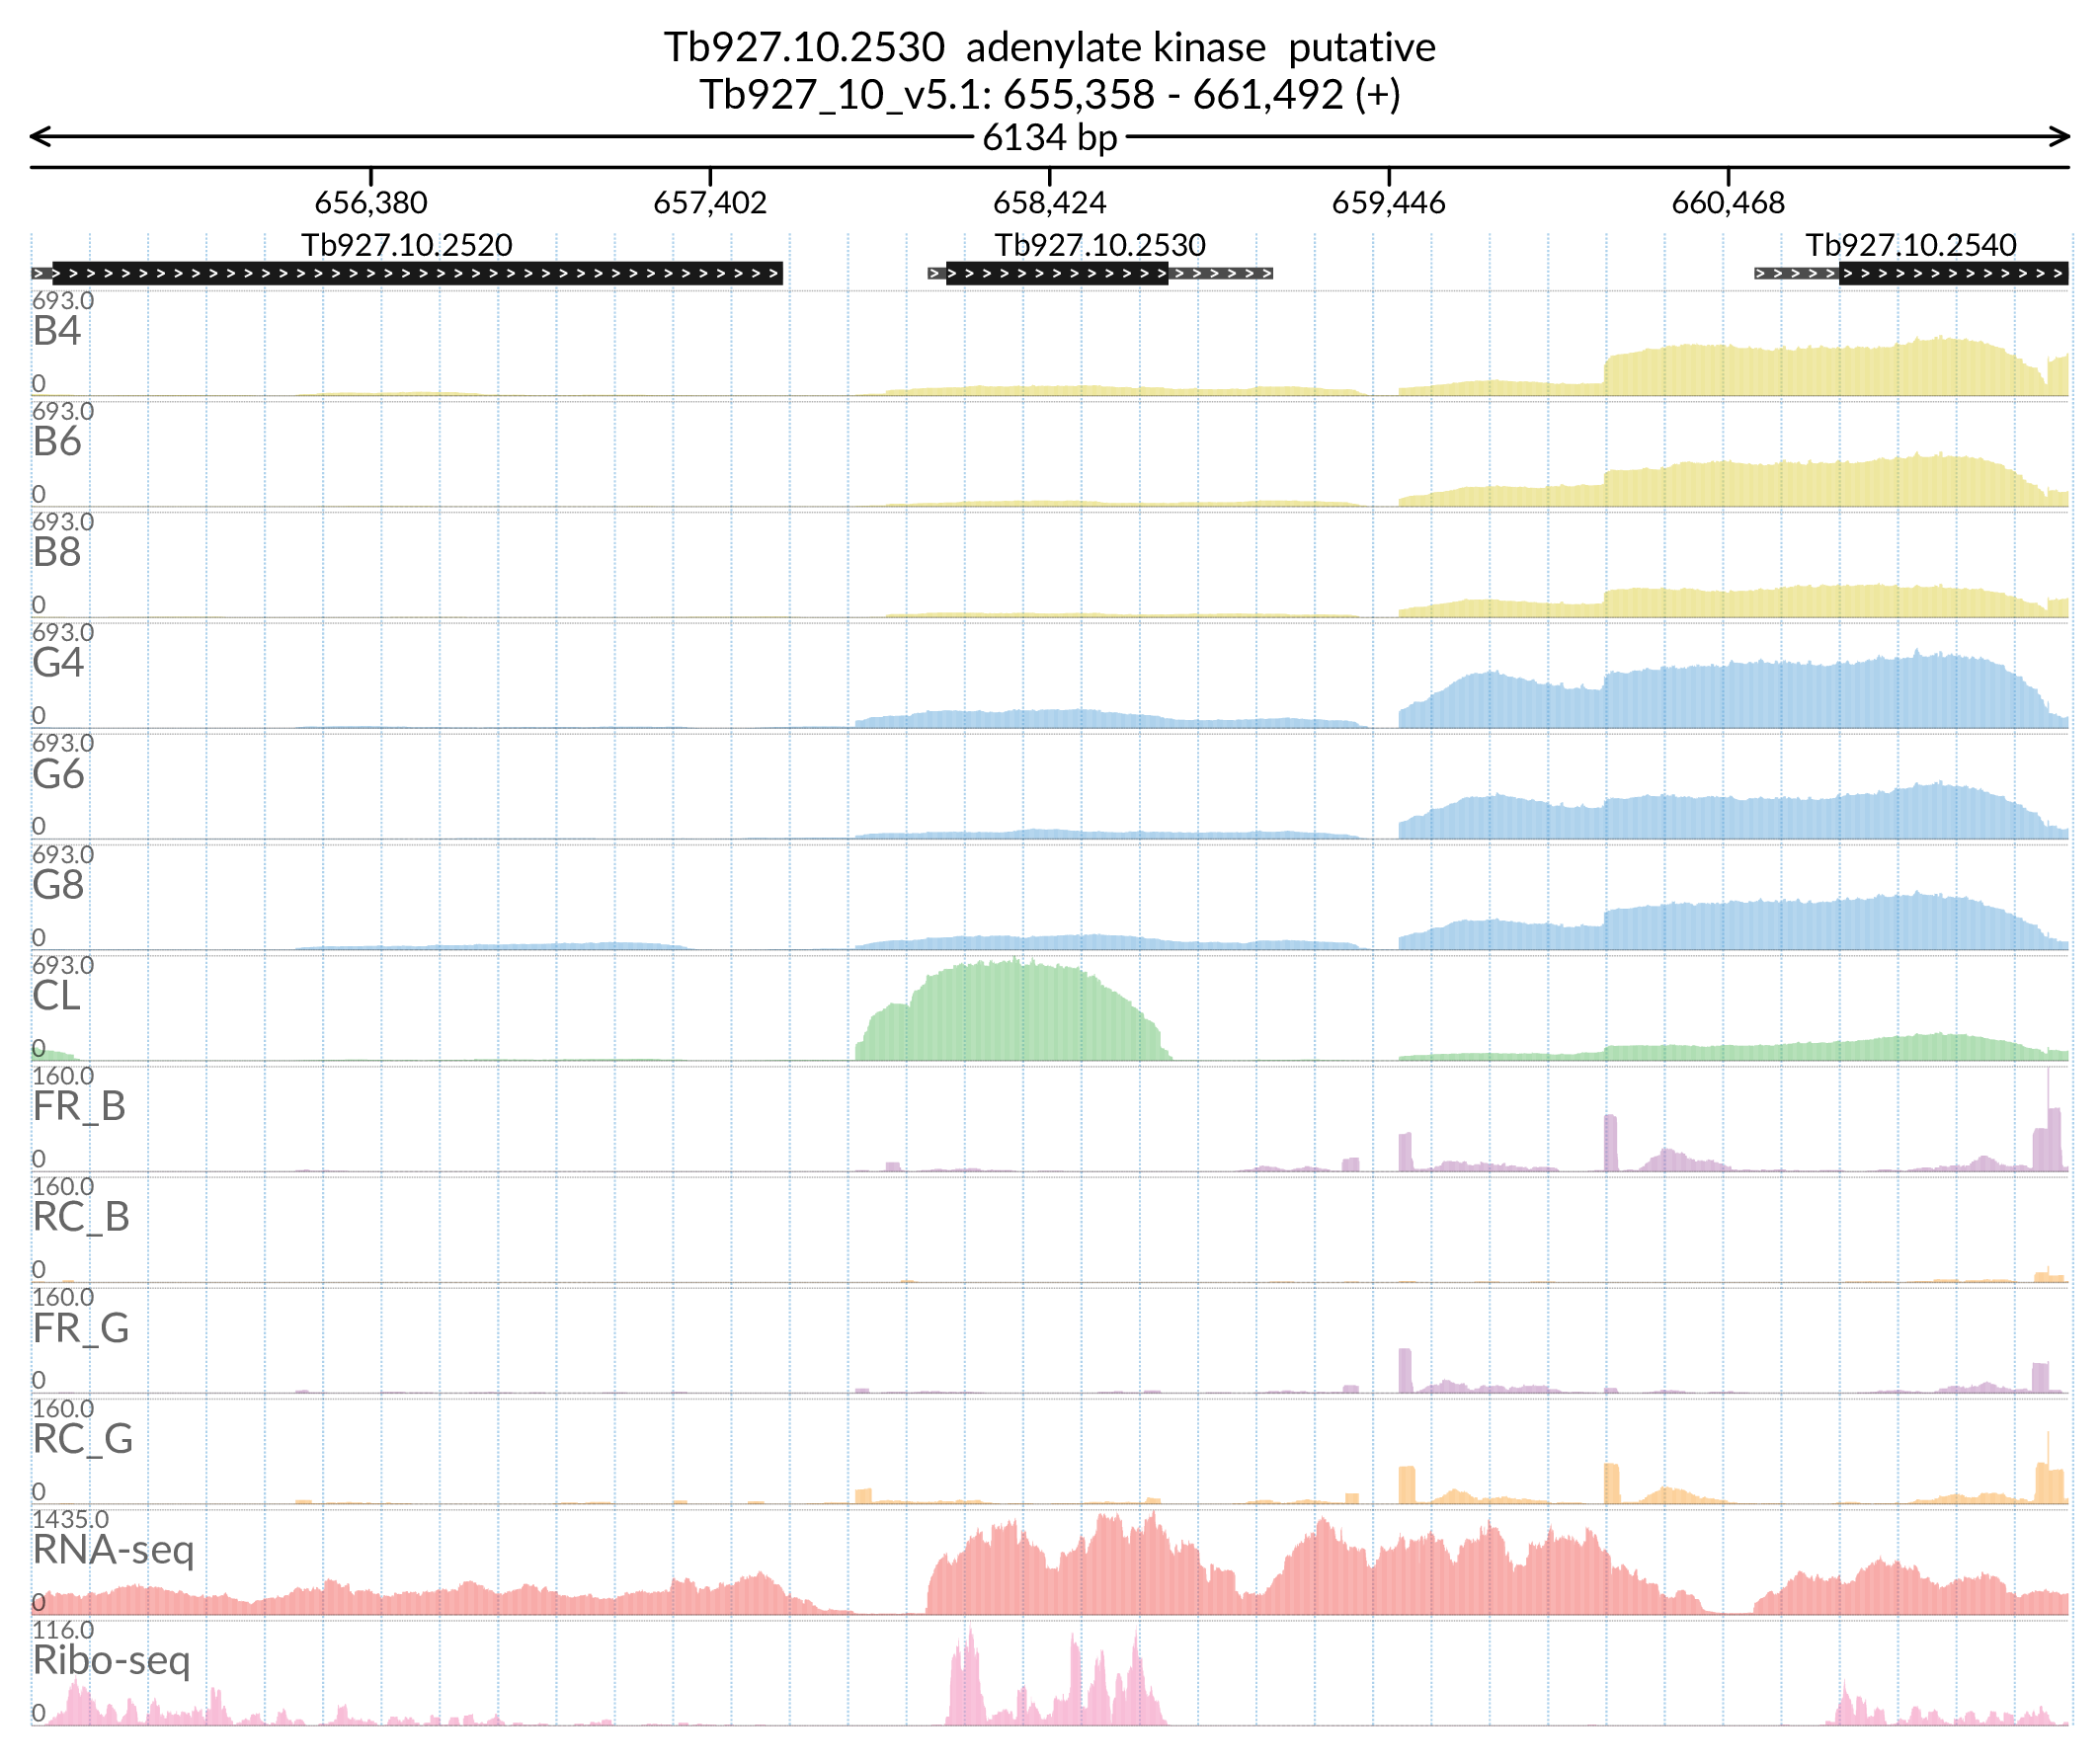 Tb927.10.2530  adenylate kinase  putative
Tb927_10_v5.1: 655,358 - 661,492 (+)
6134 bp
656,380 657,402 658,424 659,446 660,468
Tb927.10.2520 Tb927.10.2530 Tb927.10.2540
693.0
B4
0
693.0
B6
0
693.0
B8
0
693.0
G4
0
693.0
G6
0
693.0
G8
0
693.0
CL
0
160.0
FR_B
0
160.0
RC_B
0
160.0
FR_G
0
160.0
RC_G
0
1435.0
RNA-seq
0
116.0
Ribo-seq
0